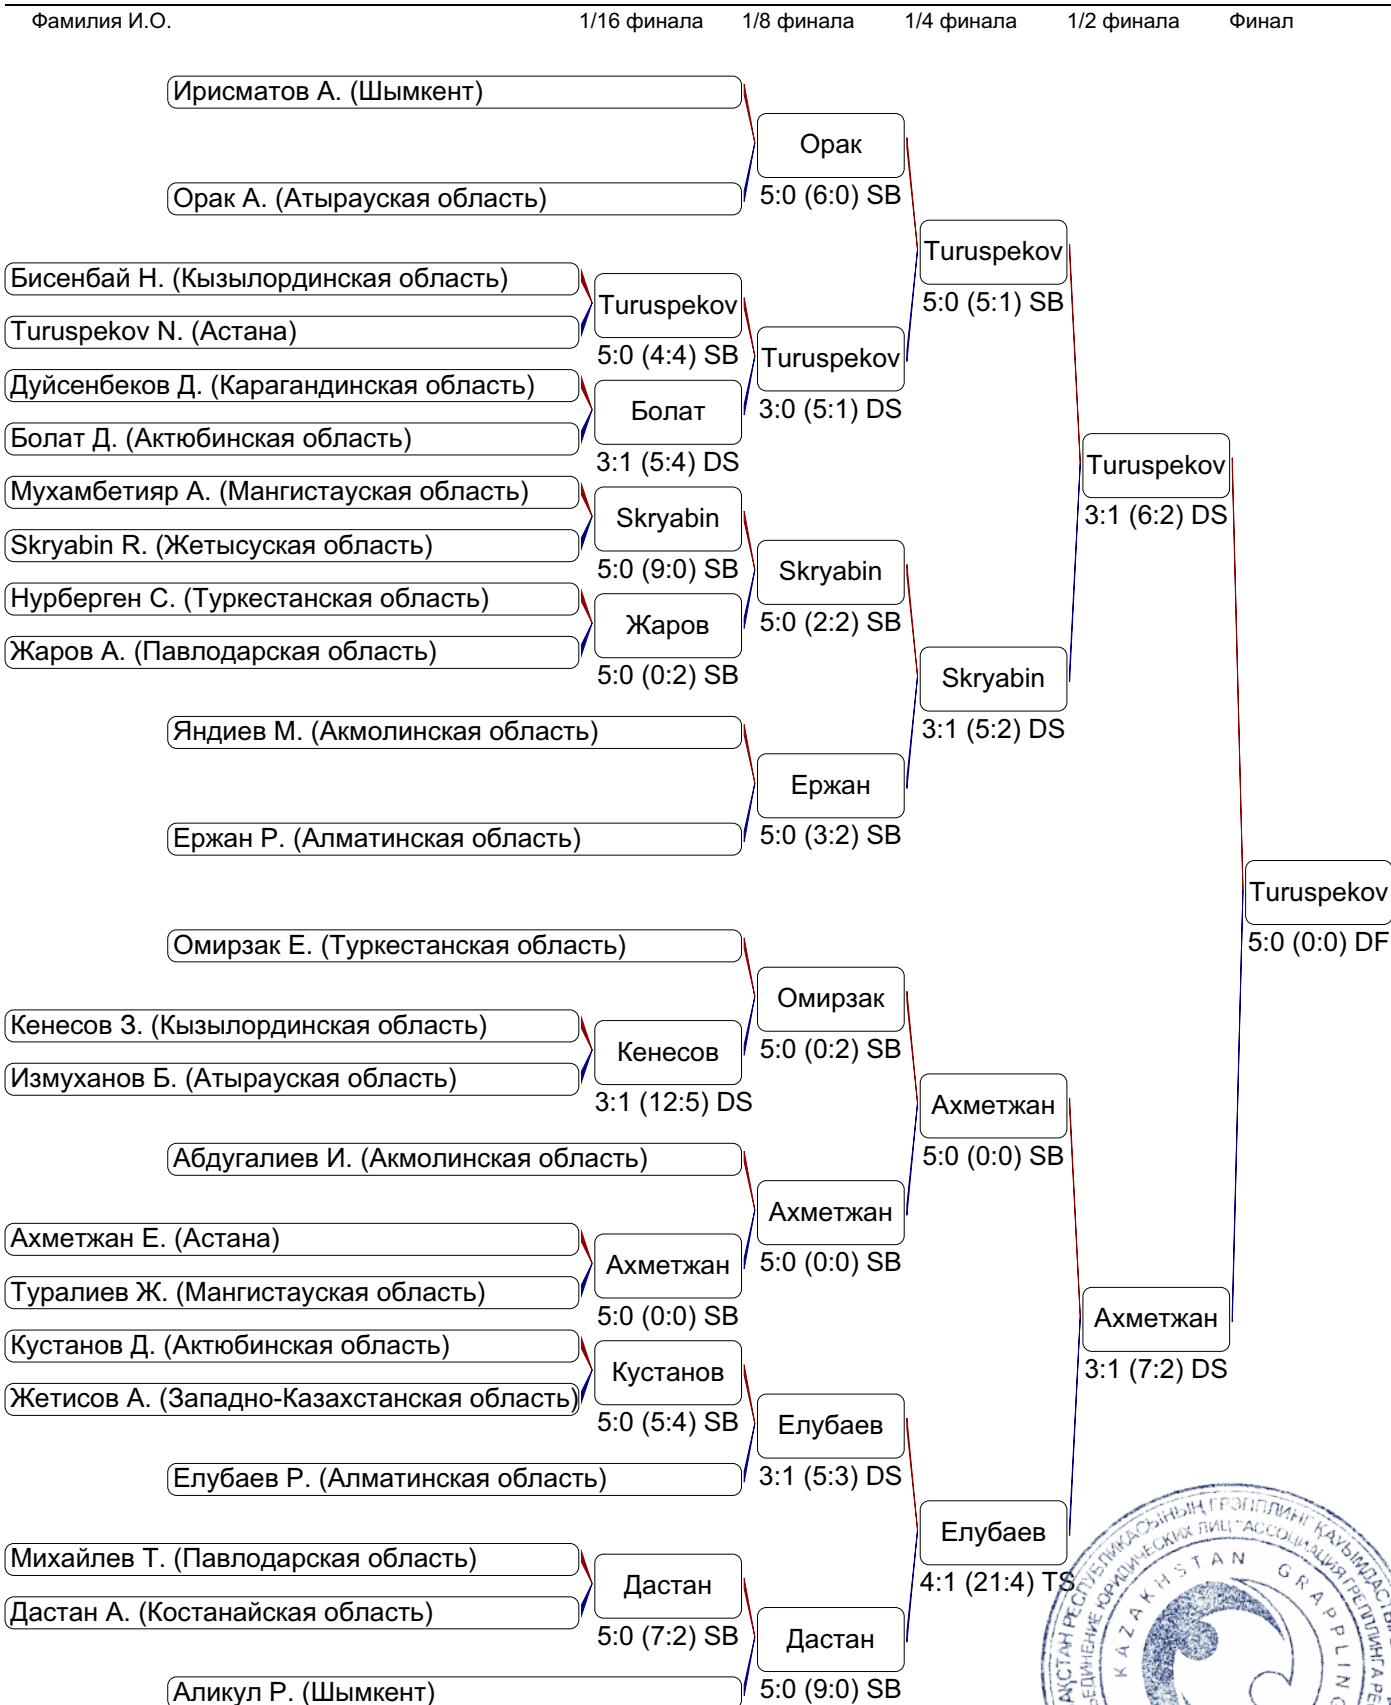 Фамилия И.О. 1/16 финала 1/8 финала 1/4 финала 1/2 финала Финал
Ирисматов А. (Шымкент)
Орак
Орак А. (Атырауская область)
5:0 (6:0) SB
Turuspekov
5:0 (5:1) SB
Бисенбай Н. (Кызылординская область)
Turuspekov
Turuspekov N. (Астана)
5:0 (4:4) SB
Turuspekov
3:0 (5:1) DS
Дуйсенбеков Д. (Карагандинская область)
Болат
Болат Д. (Актюбинская область)
3:1 (5:4) DS
Turuspekov
3:1 (6:2) DS
Мухамбетияр А. (Мангистауская область)
Skryabin
Skryabin R. (Жетысуская область)
5:0 (9:0) SB
Skryabin
5:0 (2:2) SB
Нурберген С. (Туркестанская область)
Жаров
Жаров А. (Павлодарская область)
5:0 (0:2) SB
Skryabin
3:1 (5:2) DS
Яндиев М. (Акмолинская область)
Ержан
Ержан Р. (Алматинская область)
5:0 (3:2) SB
Turuspekov
5:0 (0:0) DF
Омирзак Е. (Туркестанская область)
Омирзак
5:0 (0:2) SB
Кенесов З. (Кызылординская область)
Кенесов
Измуханов Б. (Атырауская область)
3:1 (12:5) DS
Ахметжан
5:0 (0:0) SB
Абдугалиев И. (Акмолинская область)
Ахметжан
5:0 (0:0) SB
Ахметжан Е. (Астана)
Ахметжан
Туралиев Ж. (Мангистауская область)
5:0 (0:0) SB
Ахметжан
3:1 (7:2) DS
Кустанов Д. (Актюбинская область)
Кустанов
Жетисов А. (Западно-Казахстанская область)
5:0 (5:4) SB
Елубаев
Елубаев Р. (Алматинская область)
3:1 (5:3) DS
Елубаев
4:1 (21:4) TS
Михайлев Т. (Павлодарская область)
Дастан
Дастан А. (Костанайская область)
5:0 (7:2) SB
Дастан
Аликул Р. (Шымкент)
5:0 (9:0) SB
KAZAKHSTAN GRAPPLING